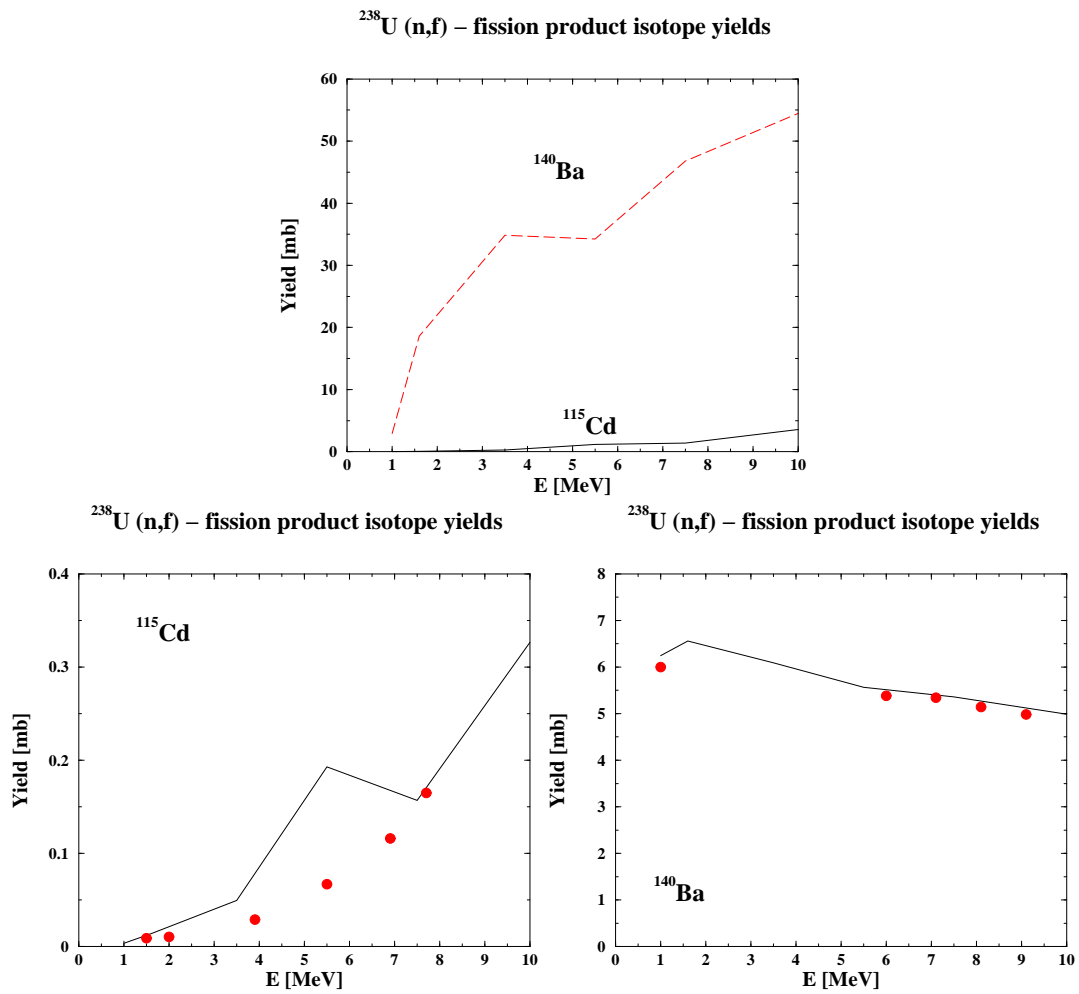 ²³⁸U (n,f) – fission product isotope yields
60
50
40
30
20
10
0
Yield [mb]
¹⁴⁰Ba
¹¹⁵Cd
0 1 2 3 4 5 6 7 8 9 10
E [MeV]
²³⁸U (n,f) – fission product isotope yields
0.4
0.3
0.2
0.1
0
Yield [mb]
¹¹⁵Cd
0 1 2 3 4 5 6 7 8 9 10
E [MeV]
²³⁸U (n,f) – fission product isotope yields
8
7
6
5
4
3
2
1
0
Yield [mb]
¹⁴⁰Ba
0 1 2 3 4 5 6 7 8 9 10
E [MeV]